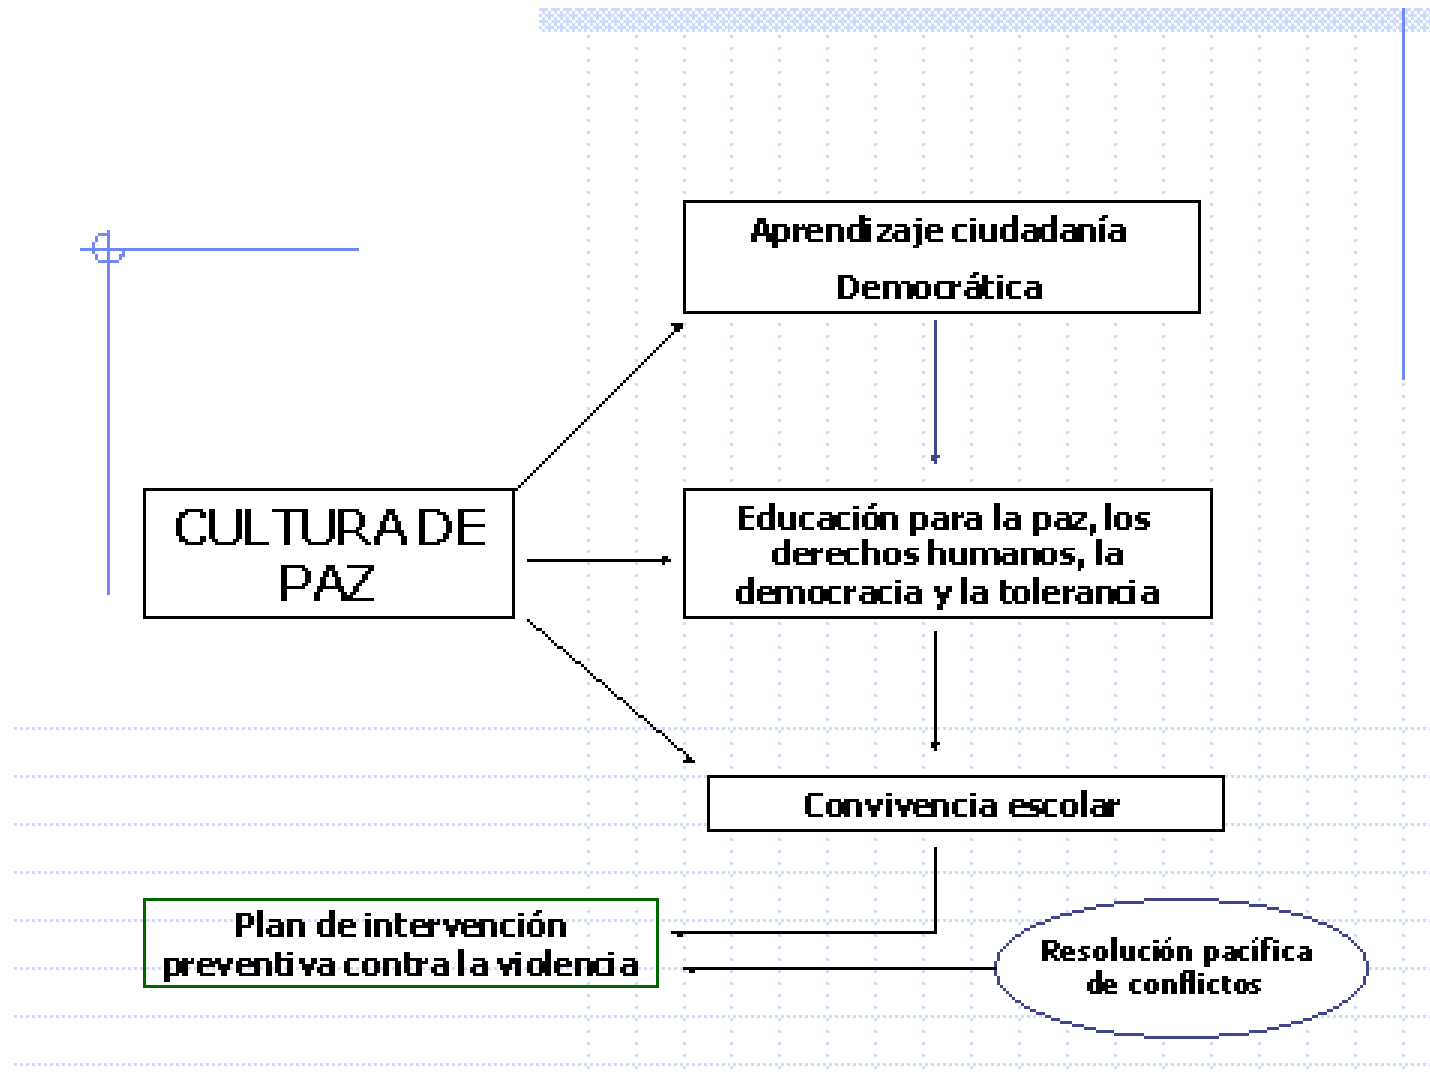 Aprendizaje ciudadanía
Democrática
CULTURA DE
PAZ
Educación para la paz, los
derechos humanos, la
democracia y la tolerancia
Convivencia escolar
Plan de intervención
preventiva contra la violencia
Resolución pacífica
de conflictos